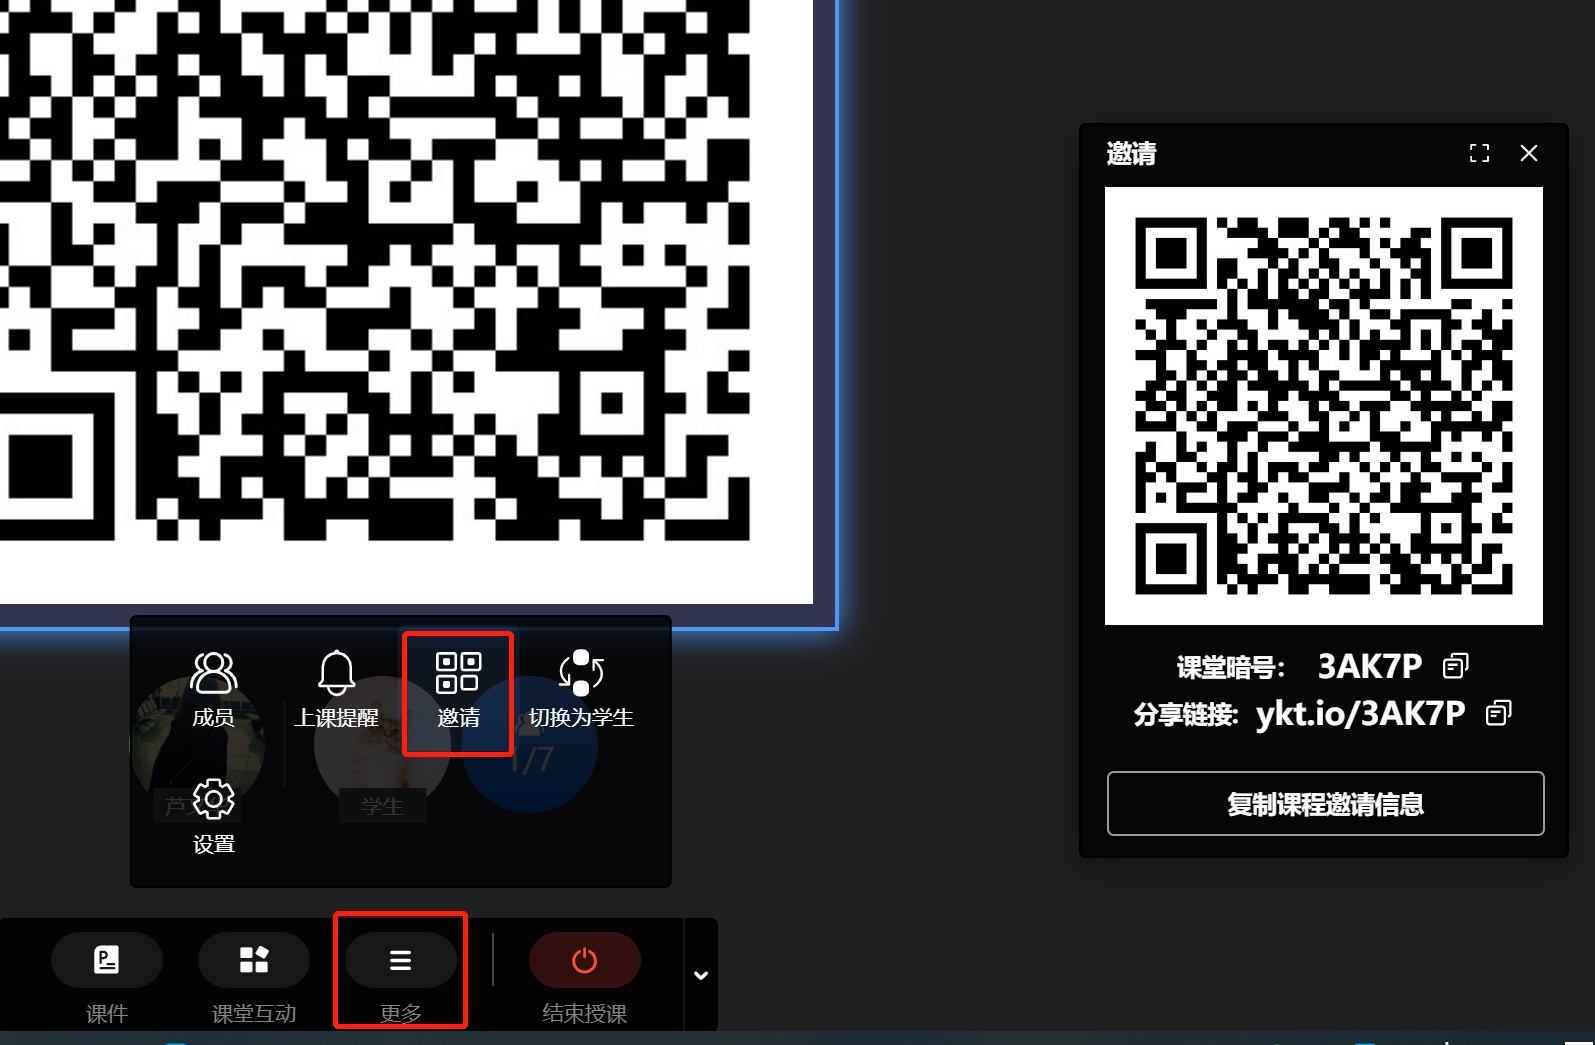 邀请
课堂暗号： 3AK7P
分享链接: ykt.io/3AK7P
复制课程邀请信息
成员
上课提醒
邀请
切换为学生
1/7
学生
设置
课件
课堂互动
更多
结束授课